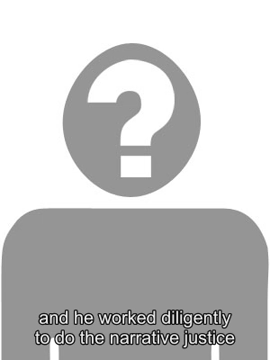 ?
and he worked diligently
to do the narrative justice